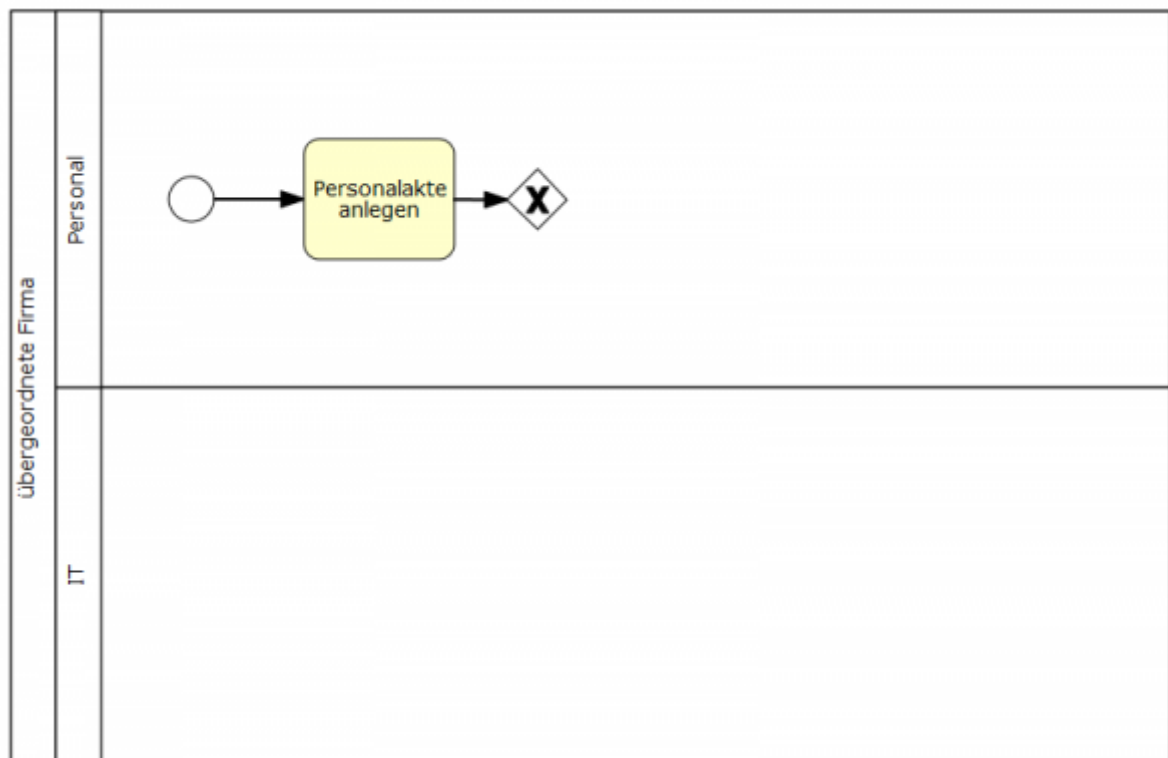 übergeordnete Firma
Personal
Personalakte
anlegen
X
IT